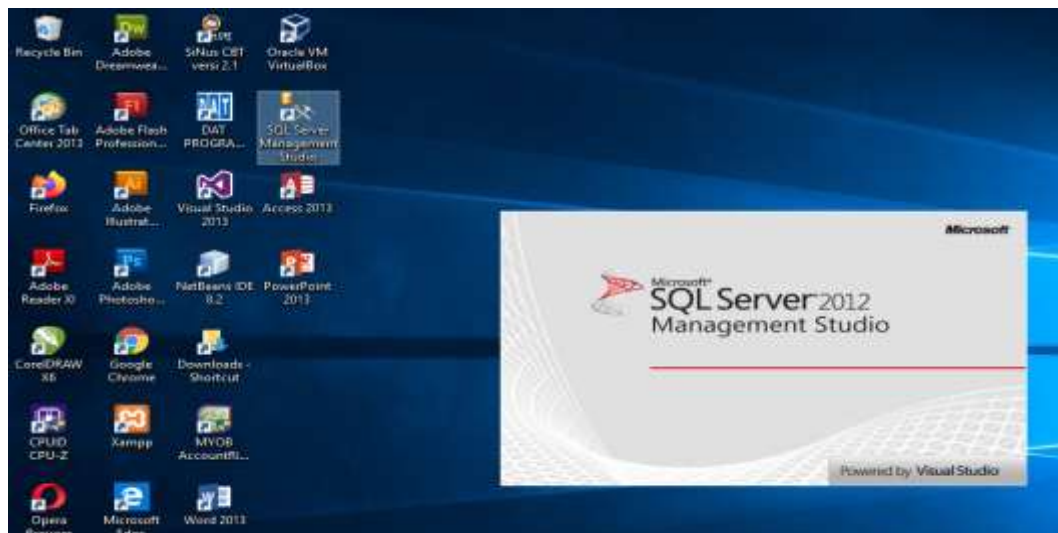 Recycle Bin
Adobe
Dreamwea...
SiNus CBT
versi 2.1
Oracle VM
VirtualBox
Office Tab
Center 2013
Adobe Flash
Profession...
DAT
PROGRA...
SQL Server
Management
Studio
Firefox
Adobe
Illustrat...
Visual Studio
2013
Access 2013
Adobe
Reader XI
Adobe
Photosho...
NetBeans IDE
8.2
PowerPoint
2013
CorelDRAW
X6
Google
Chrome
Downloads -
Shortcut
CPUID
CPU-Z
Xampp
MYOB
AccountRi...
Opera
Microsoft
Word 2013
Microsoft
Microsoft®
SQL Server 2012
Management Studio
Powered by Visual Studio